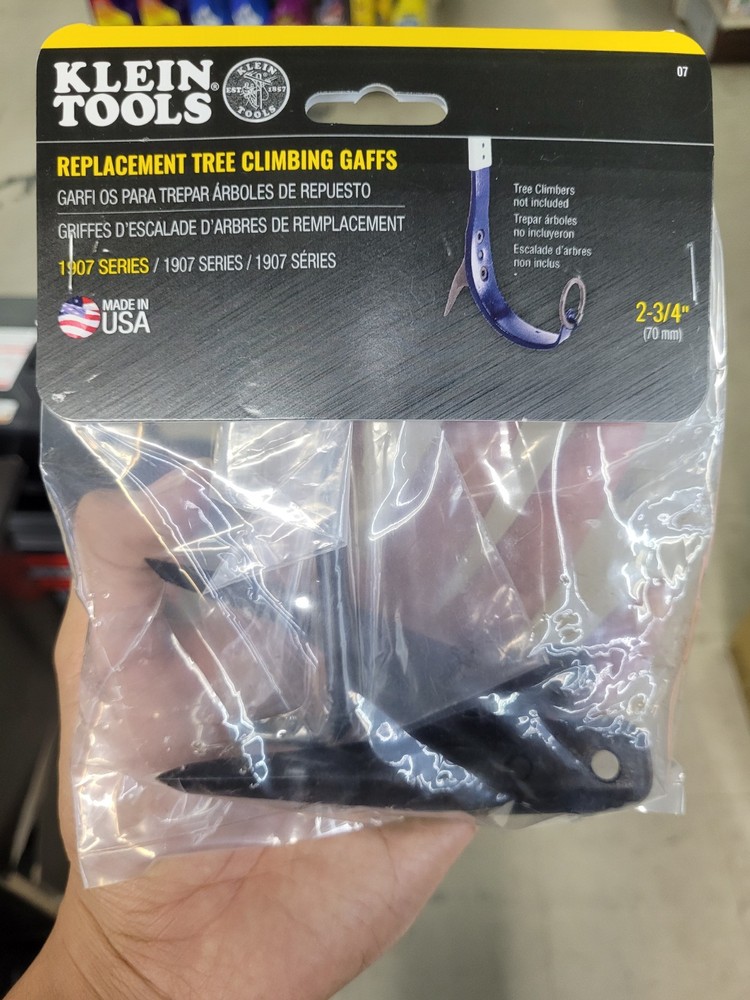 KLEIN
TOOLS®
KLEIN
EST. 1857
TOOLS
07
REPLACEMENT TREE CLIMBING GAFFS
GARFI OS PARA TREPAR ÁRBOLES DE REPUESTO
GRIFFES D'ESCALADE D'ARBRES DE REMPLACEMENT
1907 SERIES / 1907 SERIES / 1907 SÉRIES
MADE IN
USA
Tree Climbers
not included
Trepar árboles
no incluyeron
Escalade d'arbres
non inclus
2-3/4"
(70 mm)